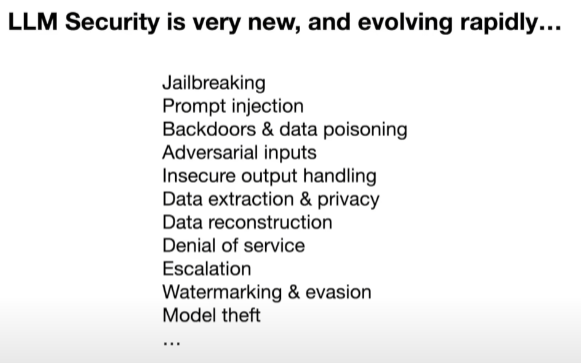 LLM Security is very new, and evolving rapidly...
Jailbreaking
Prompt injection
Backdoors & data poisoning
Adversarial inputs
Insecure output handling
Data extraction & privacy
Data reconstruction
Denial of service
Escalation
Watermarking & evasion
Model theft
...